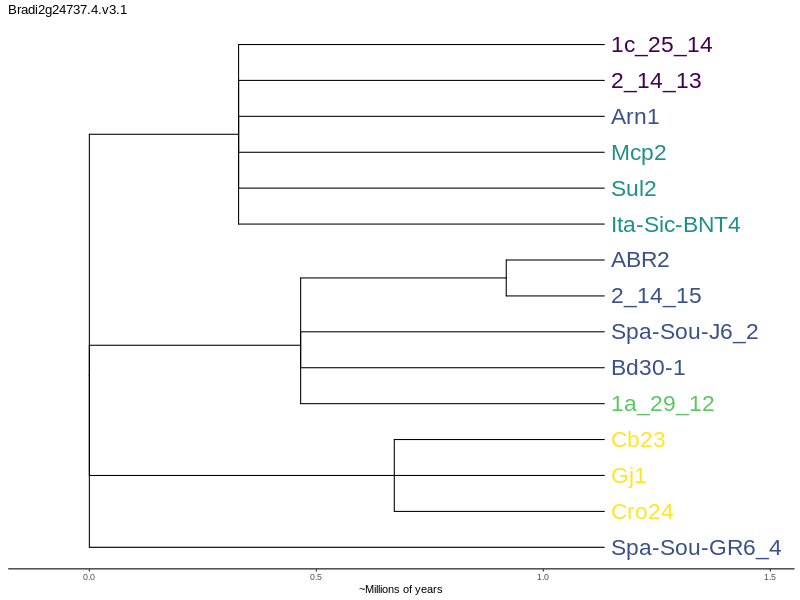 Bradi2g24737.4.v3.1
1c_25_14
2_14_13
Arn1
Mcp2
Sul2
Ita-Sic-BNT4
ABR2
2_14_15
Spa-Sou-J6_2
Bd30-1
1a_29_12
Cb23
Gj1
Cro24
Spa-Sou-GR6_4
0.0 0.5 1.0 1.5
~Millions of years